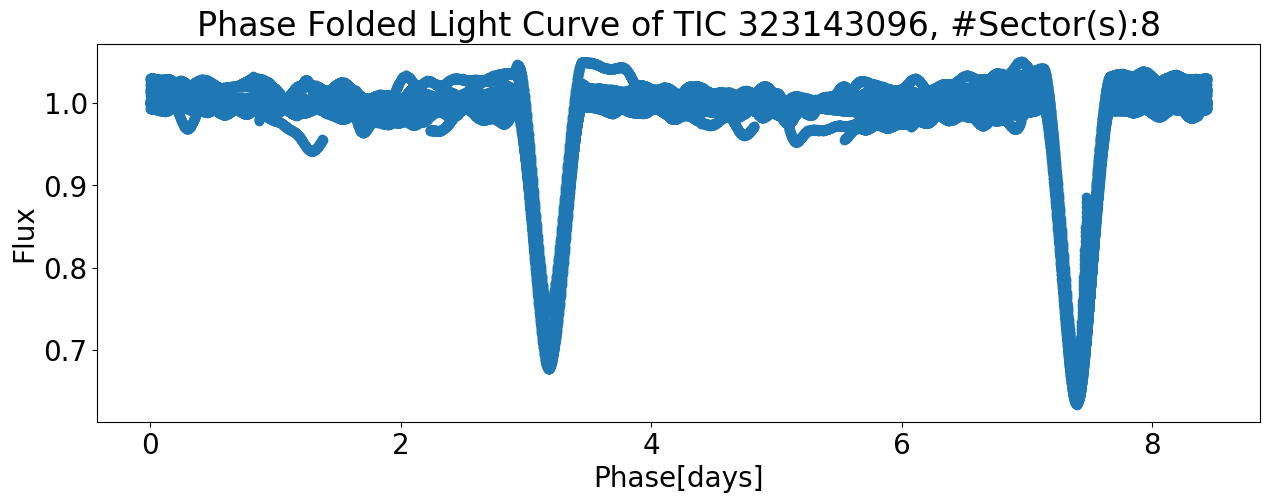 Phase Folded Light Curve of TIC 323143096, #Sector(s):8
1.0
0.9
0.8
0.7
Flux
0 2 4 6 8
Phase[days]